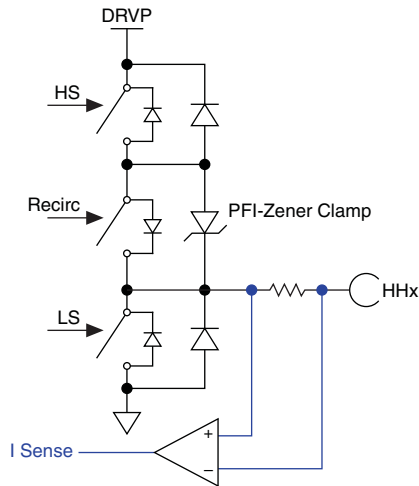 DRVP
HS
Recirc
PFI-Zener Clamp
HHx
LS
I Sense
+
–